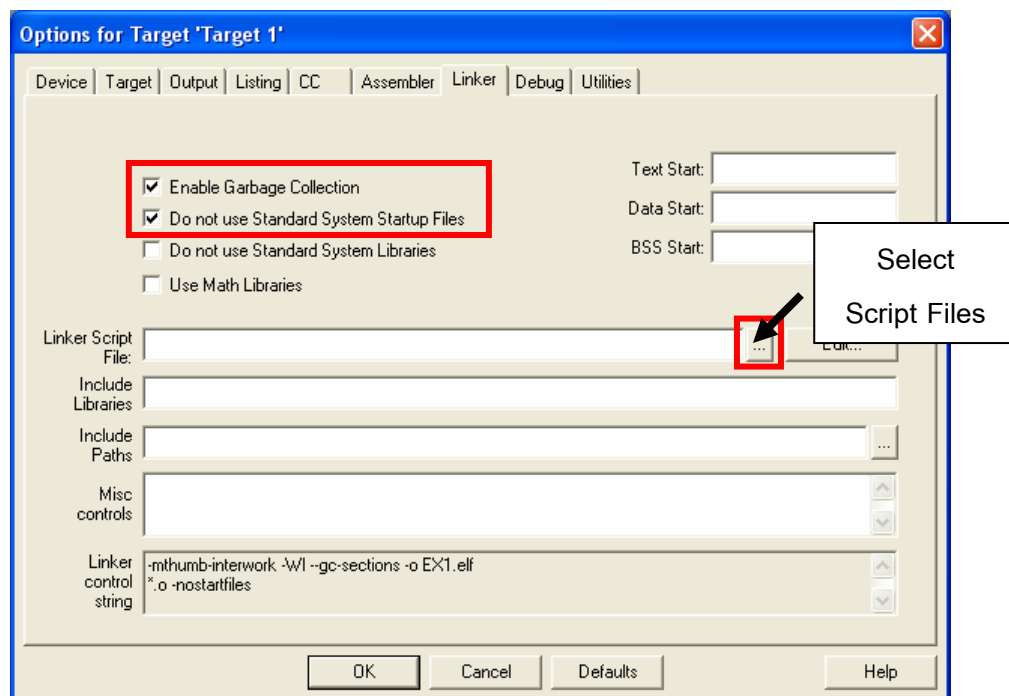 Options for Target 'Target 1'
Device Target Output Listing CC Assembler Linker Debug Utilities
Enable Garbage Collection
Do not use Standard System Startup Files
Do not use Standard System Libraries
Use Math Libraries
Text Start:
Data Start:
BSS Start:
Select
Script Files
Linker Script
File:
... Edit...
Include
Libraries
Include
Paths
...
Misc
controls
Linker
control
string
-mthumb-interwork -Wl --gc-sections -o EX1.elf
*.o -nostartfiles
OK Cancel Defaults Help